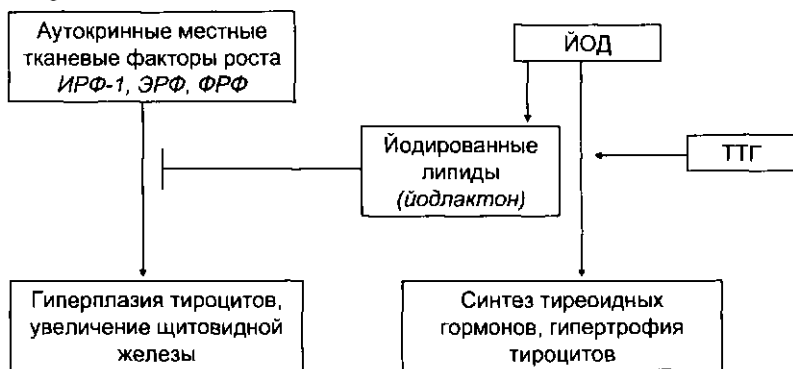 Аутокринные местные
тканевые факторы роста
ИРФ-1, ЭРФ, ФРФ
ЙОД
Йодированные
липиды
(йодлактон)
ТТГ
Гиперплазия тироцитов,
увеличение щитовидной
железы
Синтез тиреоидных
гормонов, гипертрофия
тироцитов